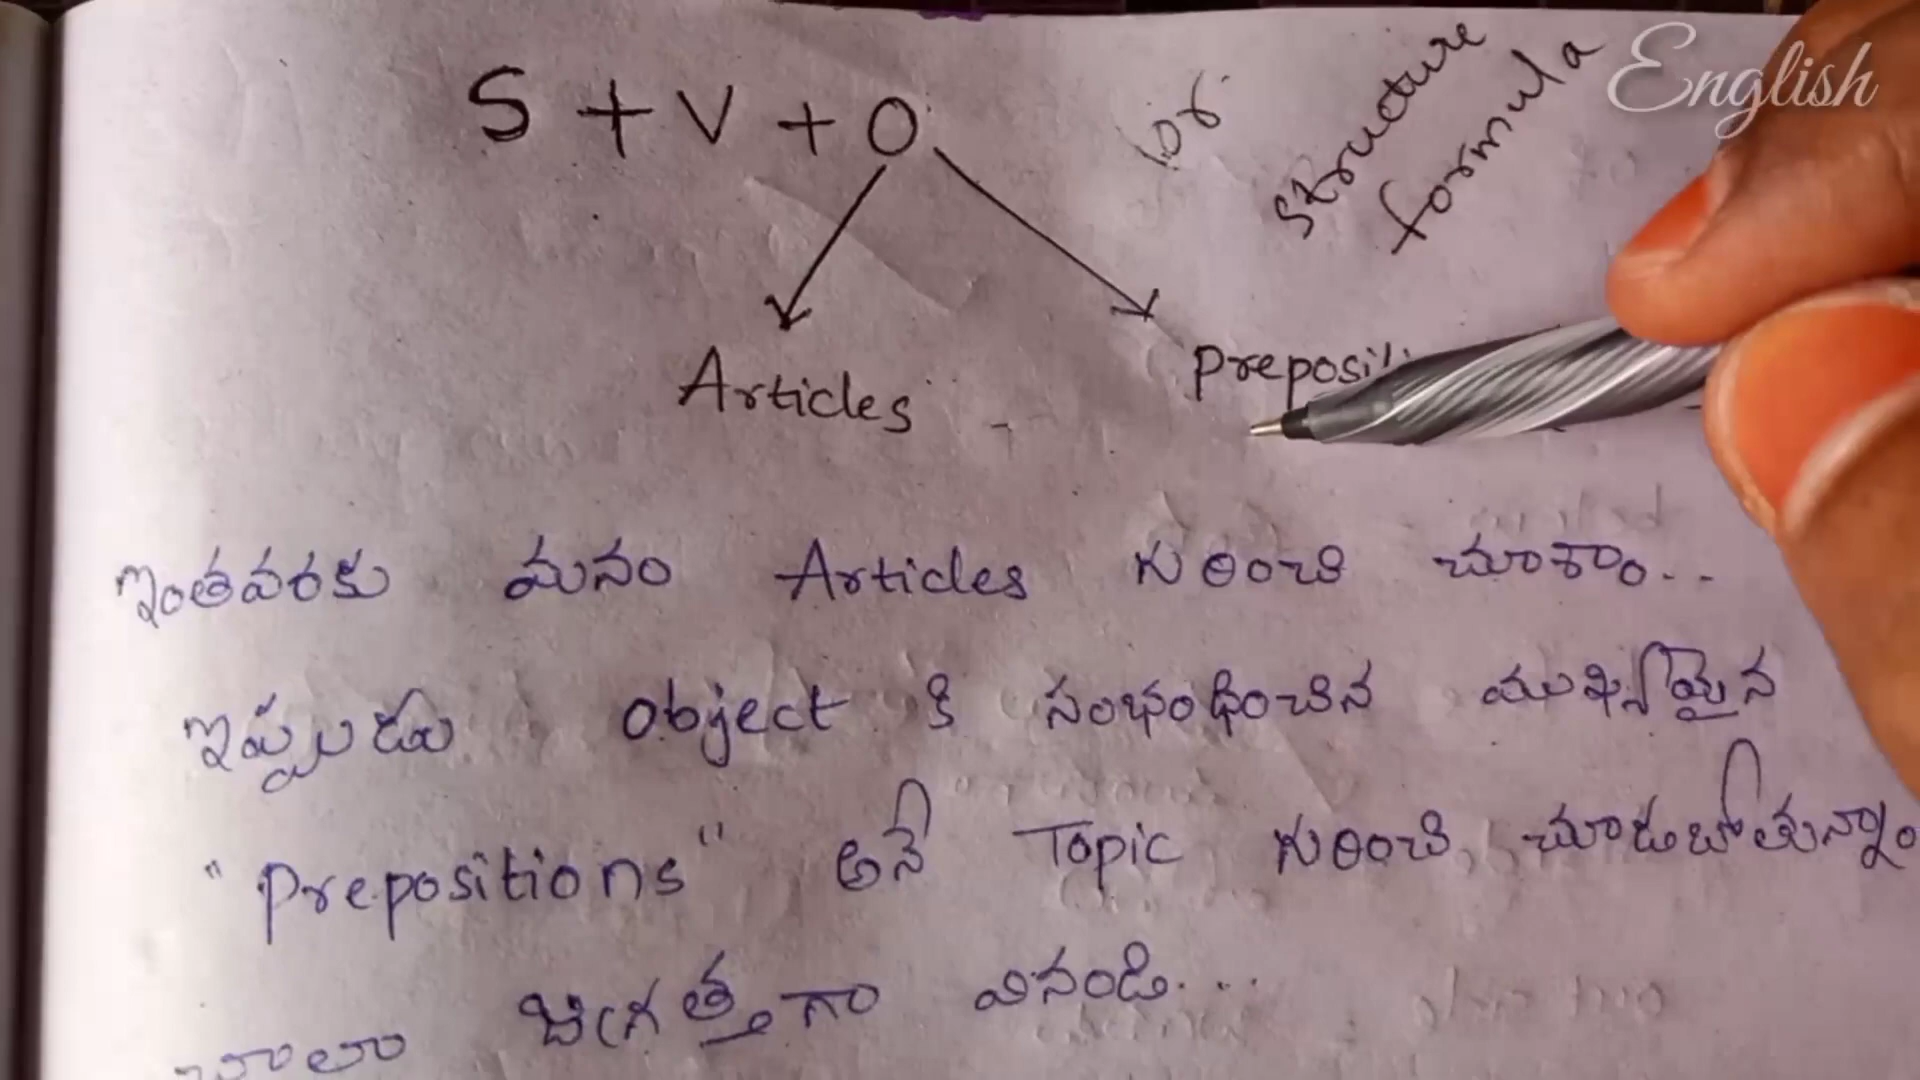 English
S + V + O
or
structure
formula
Articles
Preposi
ఇంతవరకు మనం Articles గురించి చూశాం...
ఇప్పుడు object కి సంభంధించిన ముఖ్యమైన
"Prepositions" అనే Topic గురించి చూడబోతున్నాం
చాలా జాగ్రత్తగా వినండి...